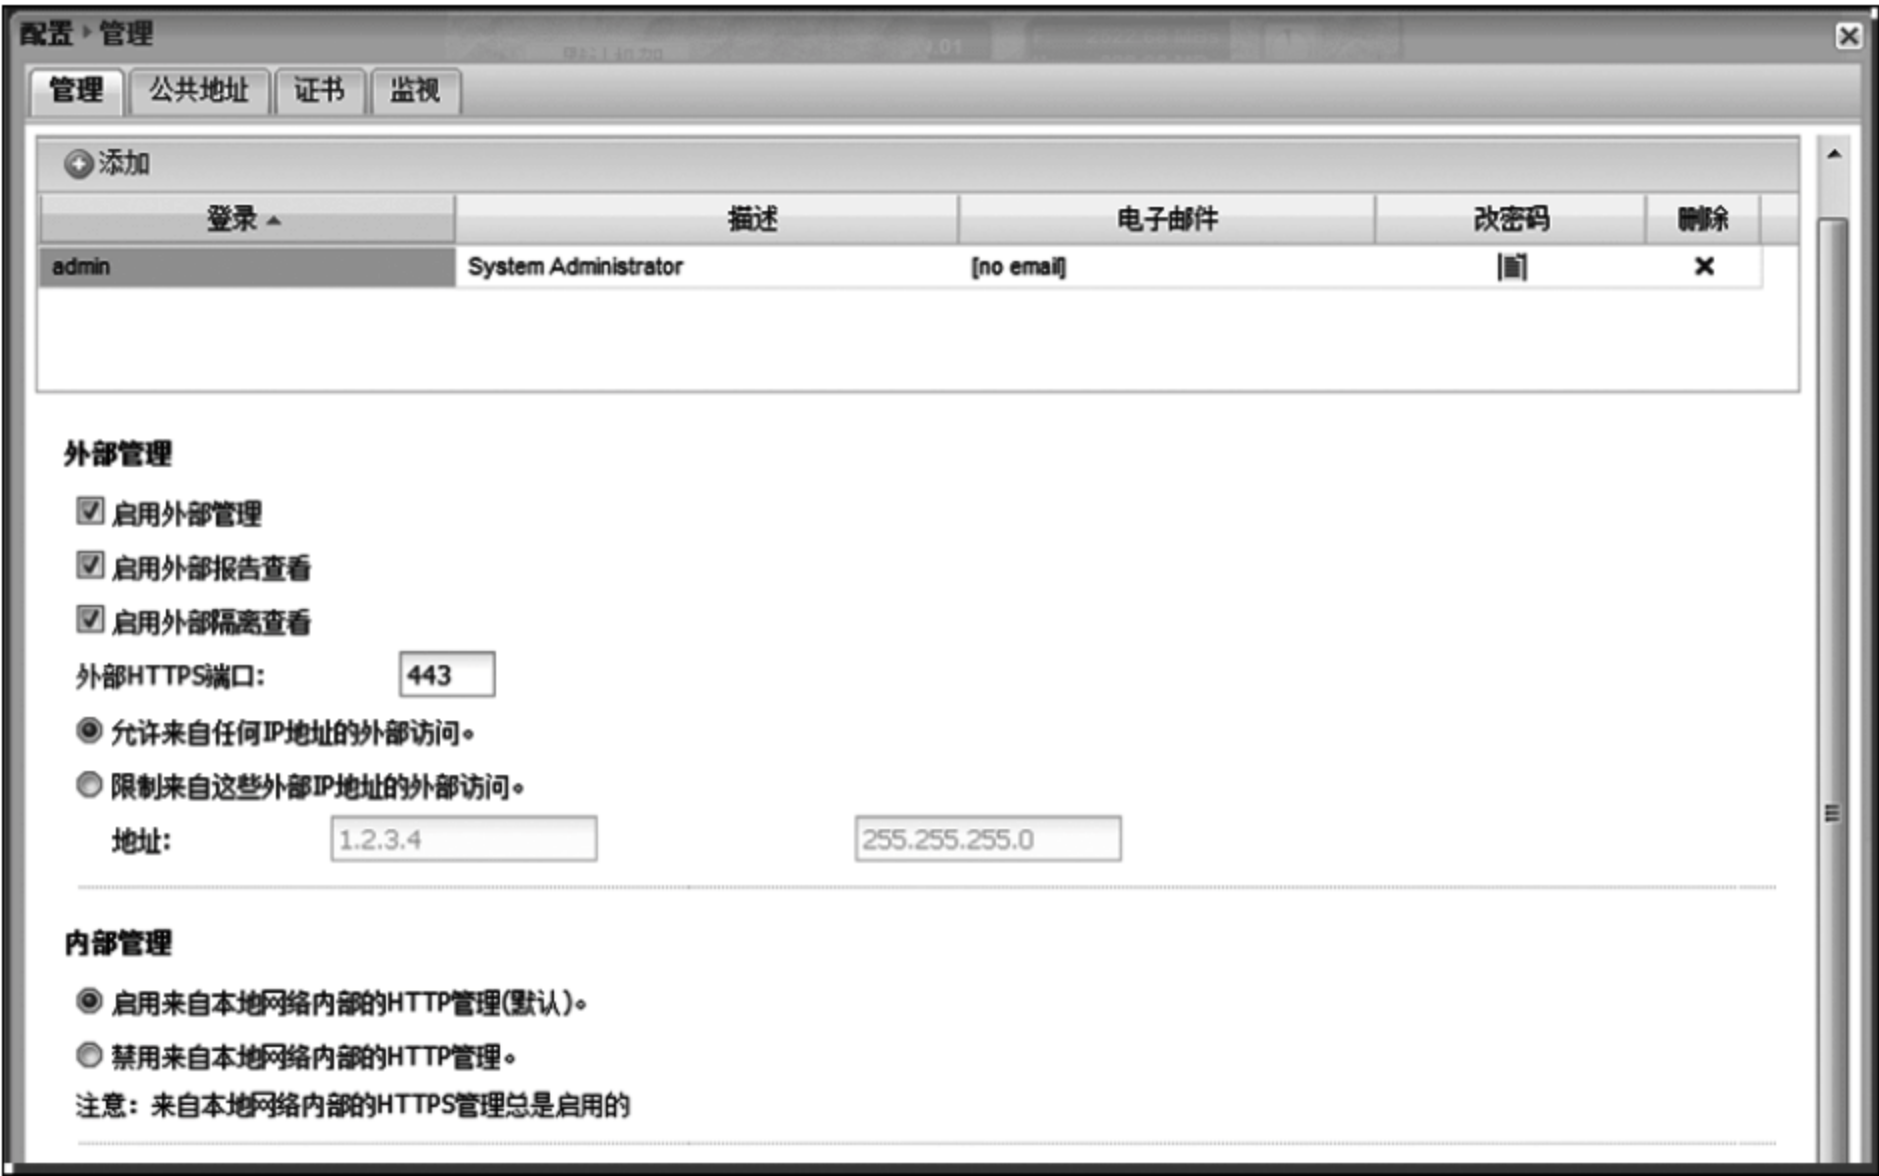 配置 管理
管理 公共地址 证书 监视
添加
登录 描述 电子邮件 改密码 删除
admin System Administrator [no email]
外部管理
启用外部管理
启用外部报告查看
启用外部隔离查看
外部HTTPS端口: 443
允许来自任何IP地址的外部访问。
限制来自这些外部IP地址的外部访问。
地址: 1.2.3.4 255.255.255.0
内部管理
启用来自本地网络内部的HTTP管理(默认)。
禁用来自本地网络内部的HTTP管理。
注意: 来自本地网络内部的HTTPS管理总是启用的